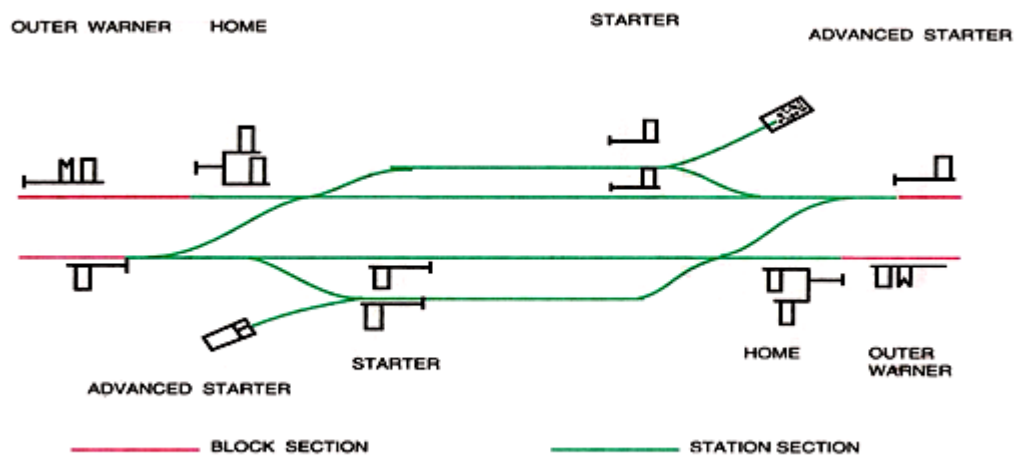 OUTER WARNER HOME STARTER
ADVANCED STARTER
M
W
STARTER HOME OUTER
WARNER
ADVANCED STARTER
BLOCK SECTION STATION SECTION